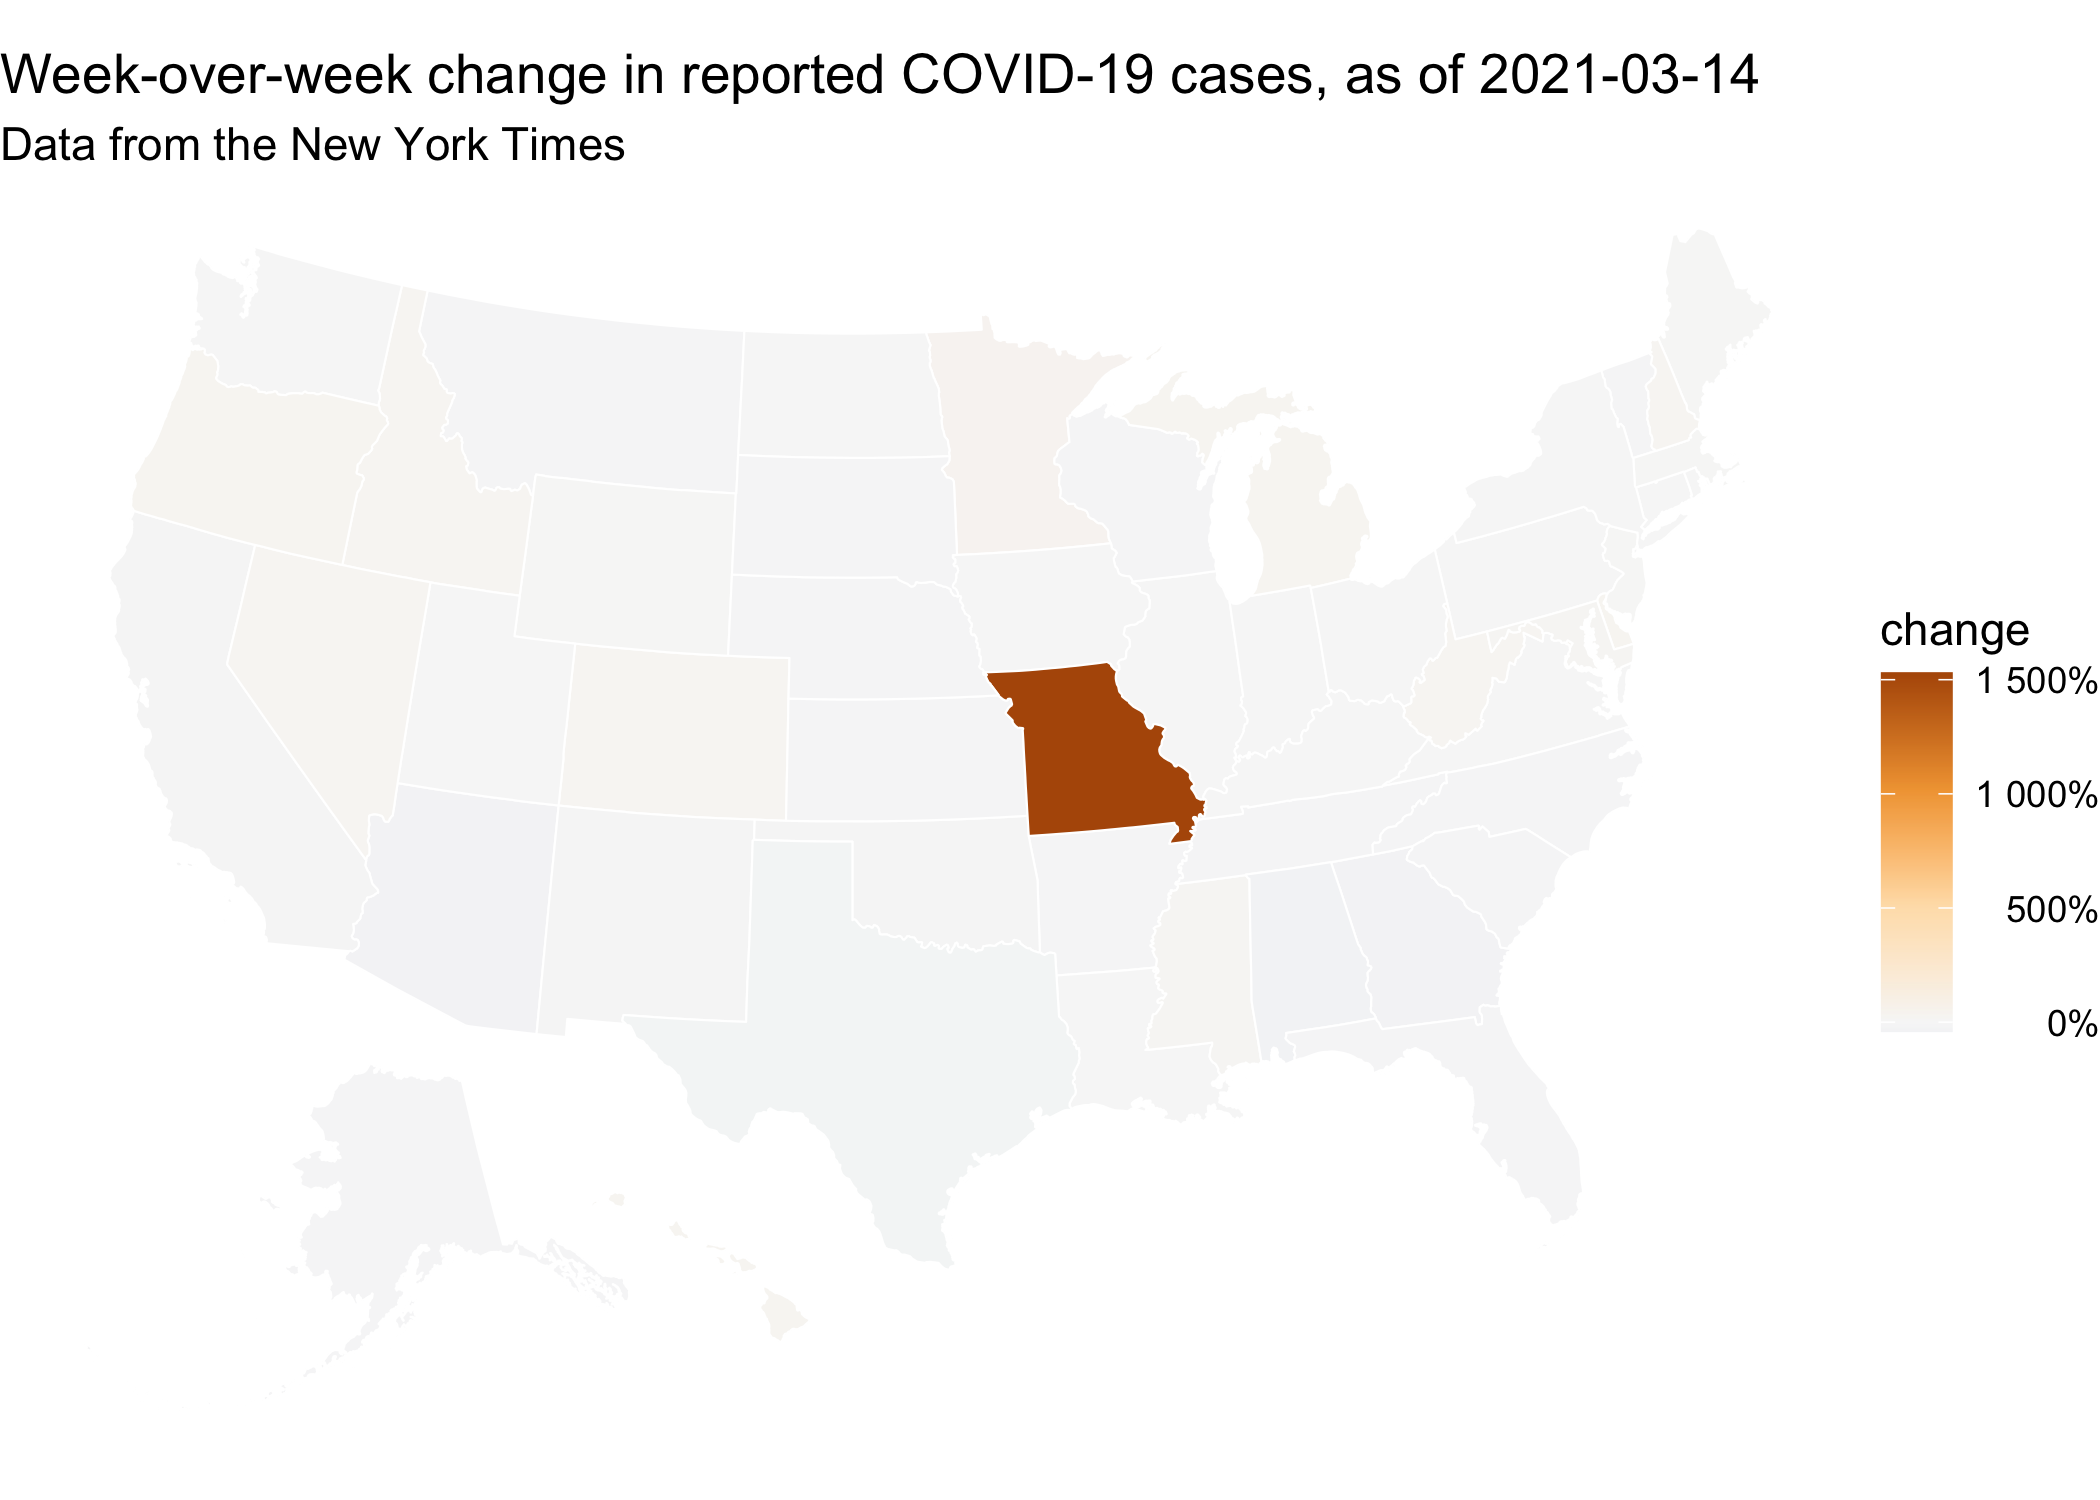 Week-over-week change in reported COVID-19 cases, as of 2021-03-14
Data from the New York Times
change
1 500%
1 000%
500%
0%